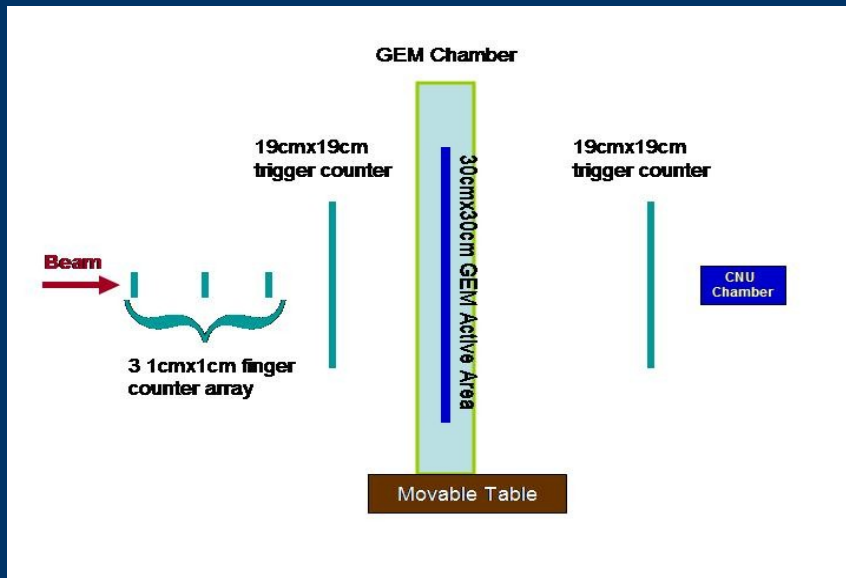 GEM Chamber
19cmx19cm
trigger counter
19cmx19cm
trigger counter
30cmx30cm GEM Active Area
Beam
CNU
Chamber
3 1cmx1cm finger
counter array
Movable Table